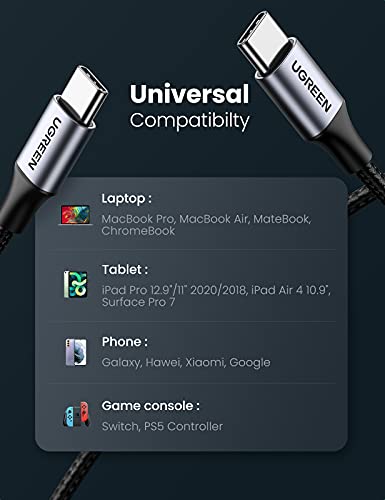 Universal
Compatibilty
UGREEN
UGREEN
Laptop :
MacBook Pro, MacBook Air, MateBook,
ChromeBook
Tablet :
iPad Pro 12.9"/11" 2020/2018, iPad Air 4 10.9",
Surface Pro 7
Phone :
Galaxy, Hawei, Xiaomi, Google
Game console :
Switch, PS5 Controller